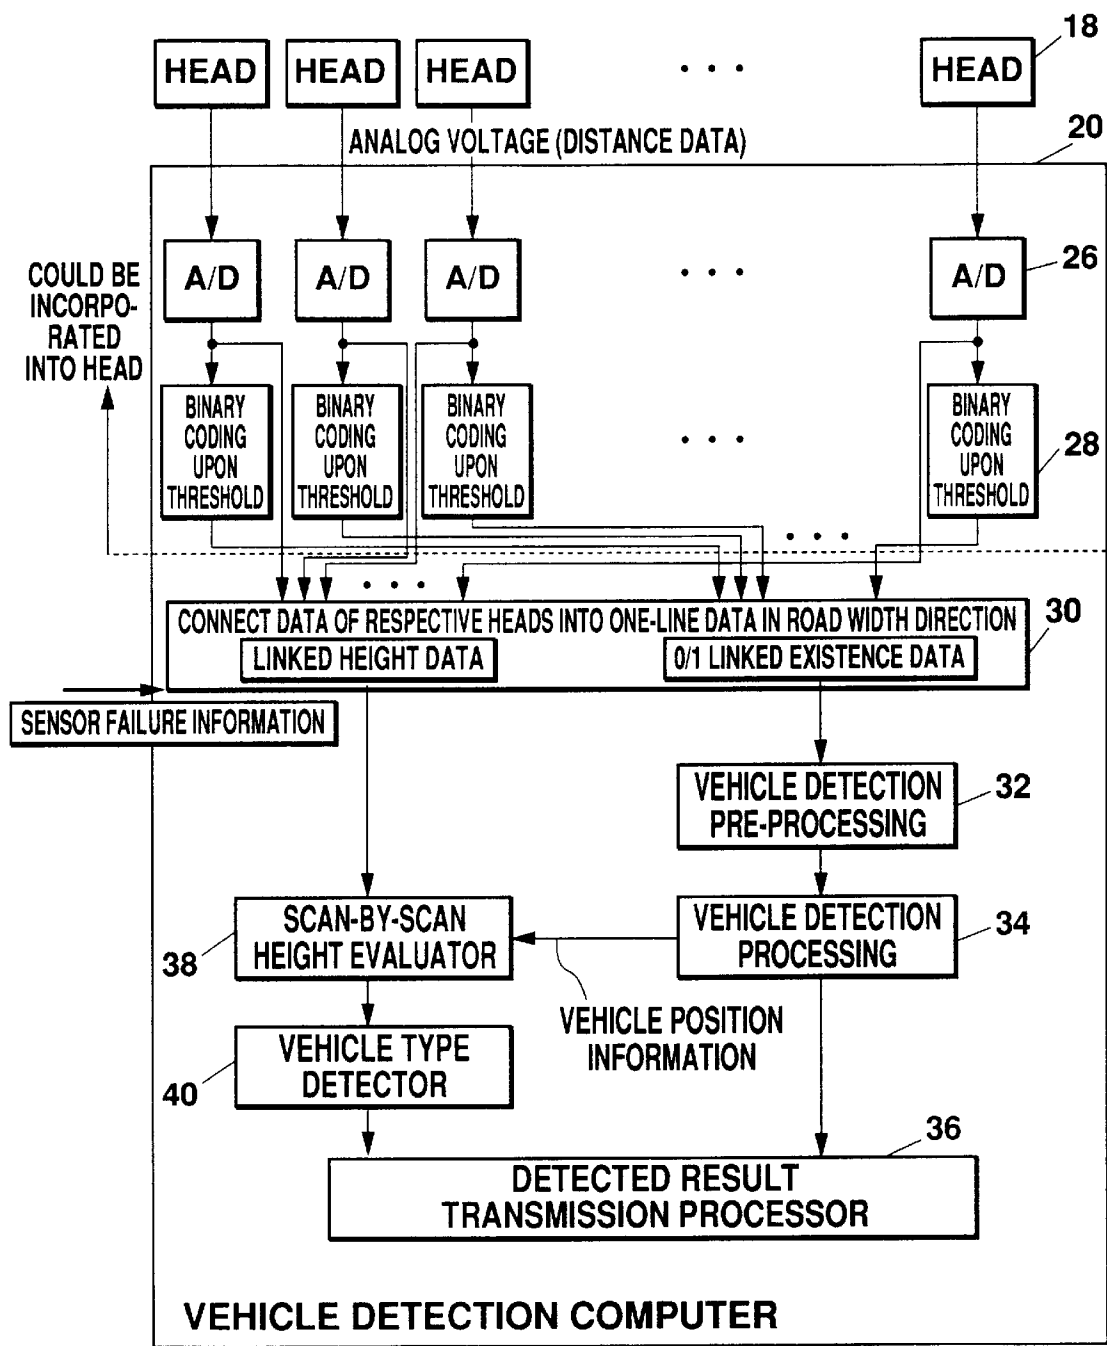 HEAD HEAD HEAD . . . HEAD 18
ANALOG VOLTAGE (DISTANCE DATA) 20
COULD BE
INCORPO-
RATED
INTO HEAD
A/D A/D A/D . . . A/D 26
BINARY
CODING
UPON
THRESHOLD
BINARY
CODING
UPON
THRESHOLD
BINARY
CODING
UPON
THRESHOLD
. . .
BINARY
CODING
UPON
THRESHOLD
28
. . .
. . .
CONNECT DATA OF RESPECTIVE HEADS INTO ONE-LINE DATA IN ROAD WIDTH DIRECTION 30
LINKED HEIGHT DATA 0/1 LINKED EXISTENCE DATA
SENSOR FAILURE INFORMATION
VEHICLE DETECTION
PRE-PROCESSING
32
SCAN-BY-SCAN
HEIGHT EVALUATOR
38
VEHICLE DETECTION
PROCESSING
34
VEHICLE POSITION
INFORMATION
VEHICLE TYPE
DETECTOR
40
36
DETECTED RESULT
TRANSMISSION PROCESSOR
VEHICLE DETECTION COMPUTER